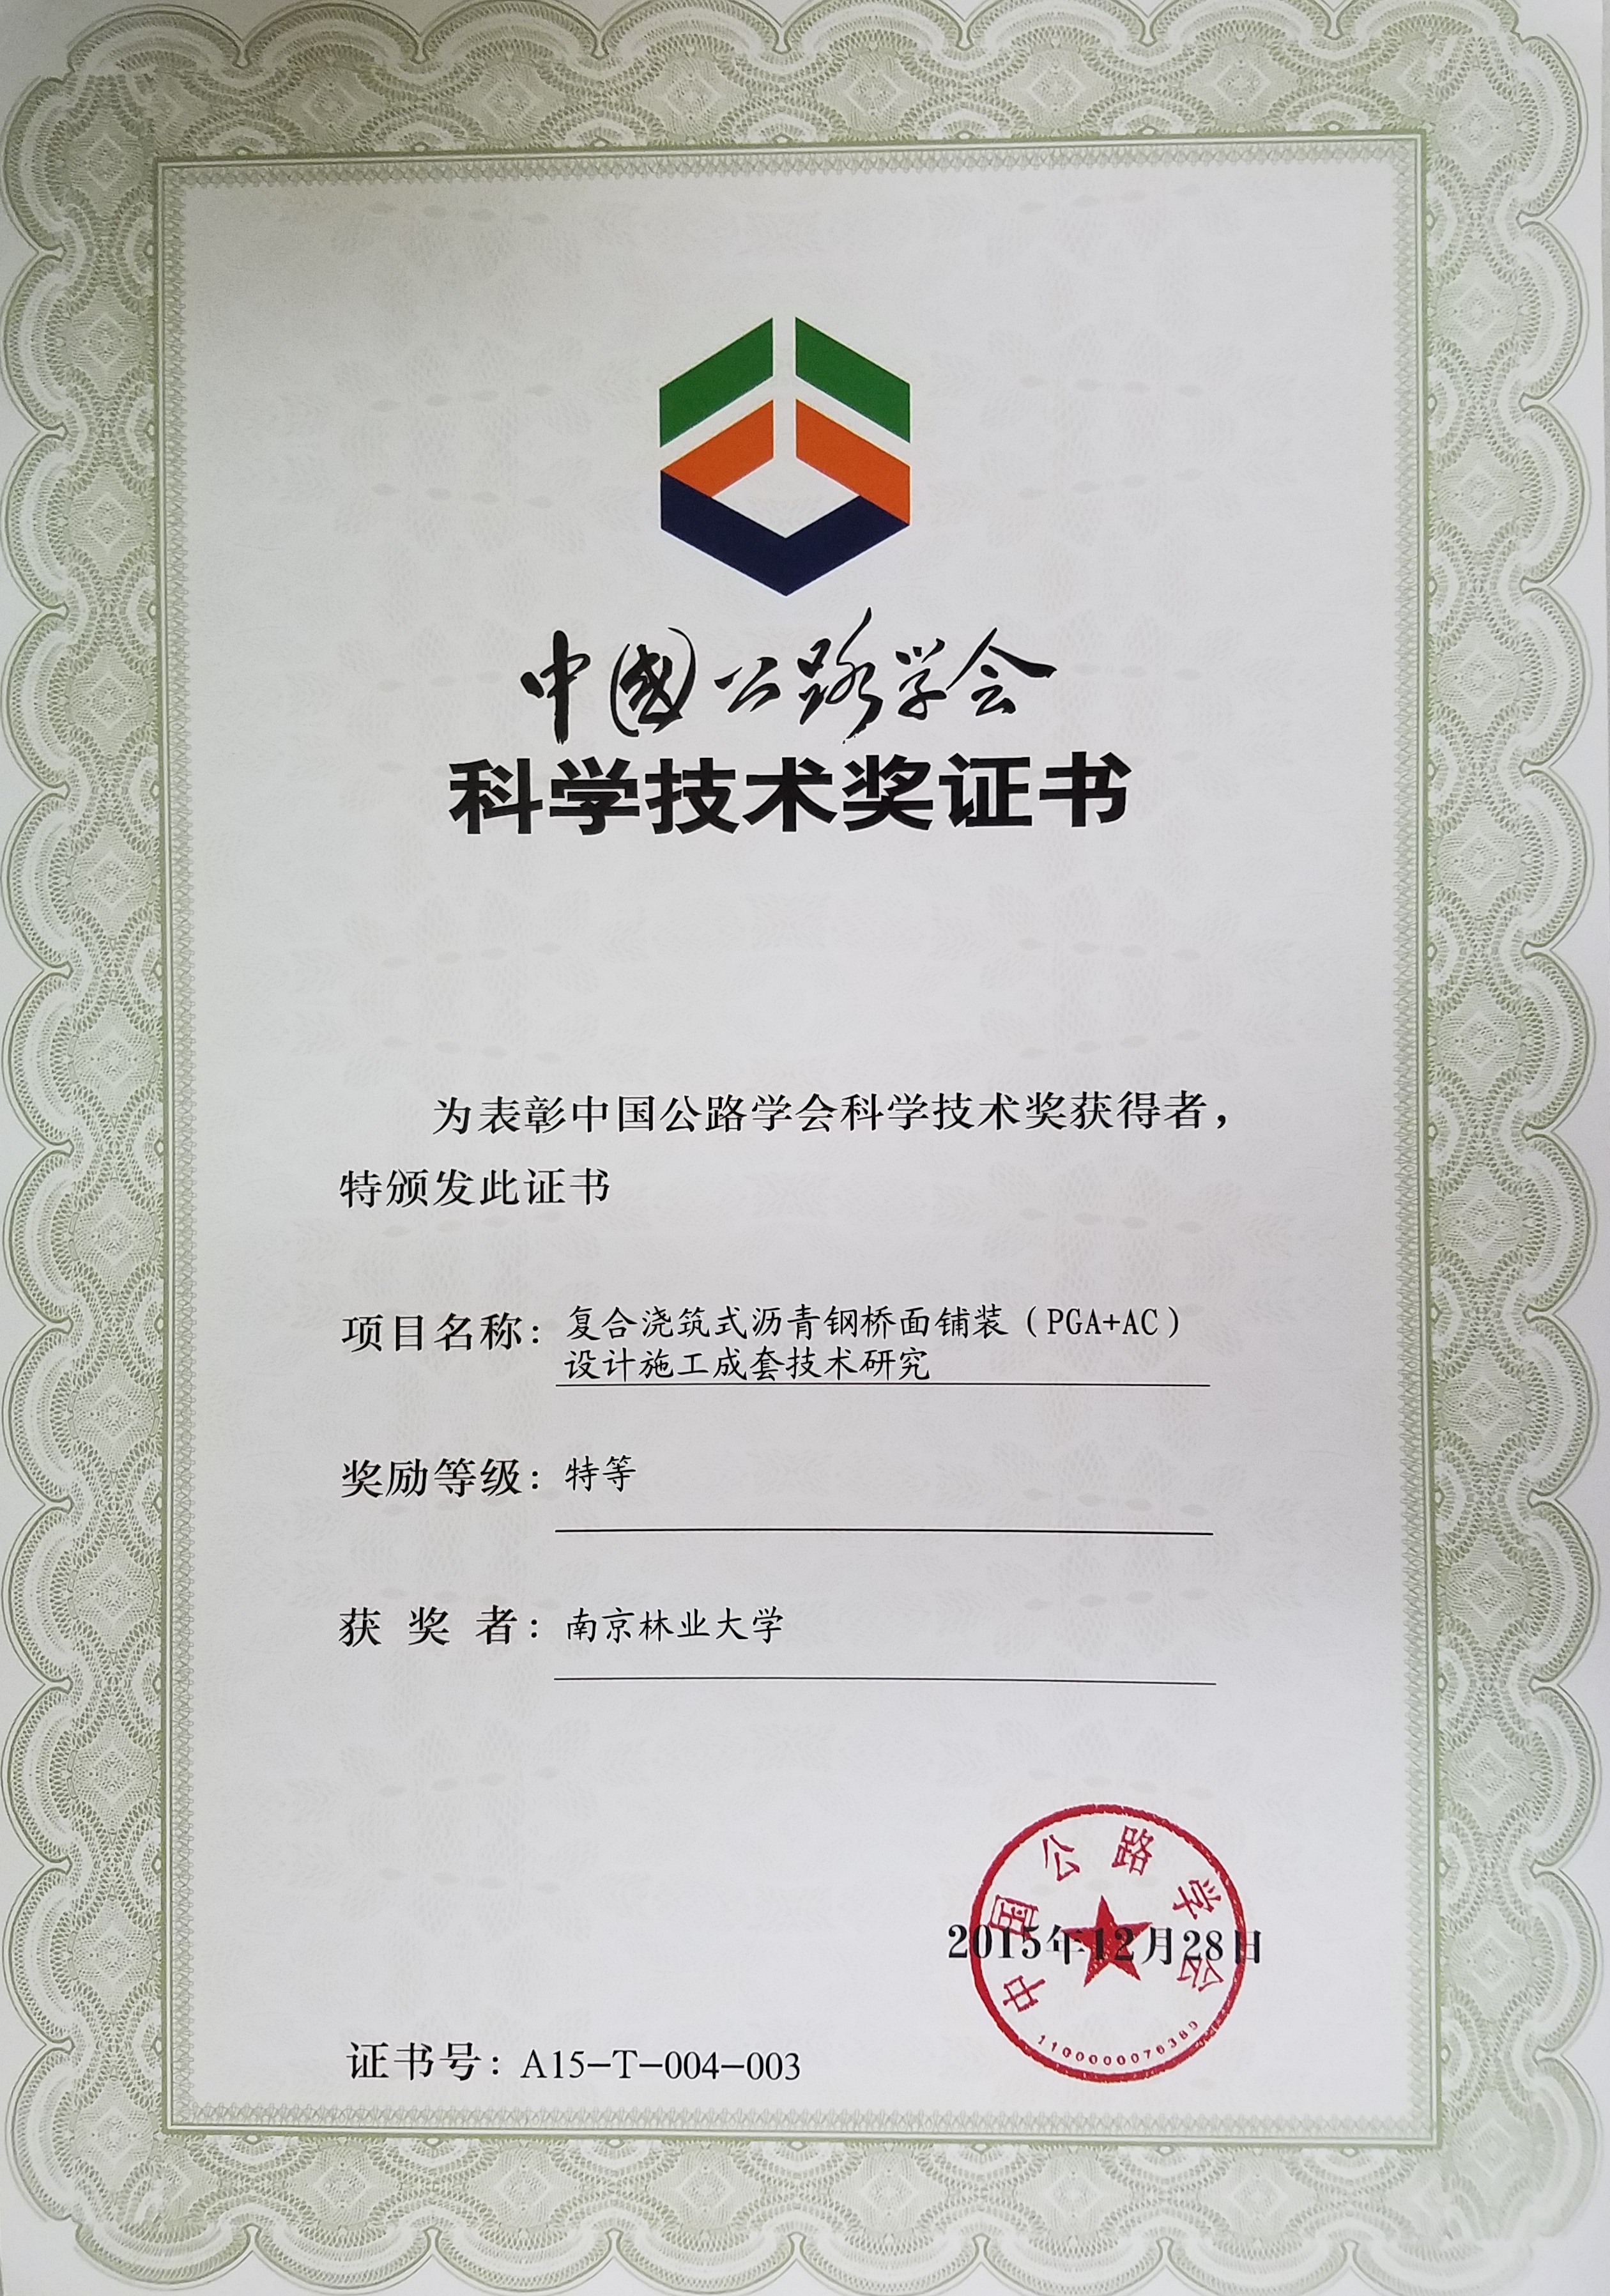 中國公路学会
科学技术奖证书
为表彰中国公路学会科学技术奖获得者，
特颁发此证书
项目名称：复合浇筑式沥青钢桥面铺装（PGA+AC）
设计施工成套技术研究
奖励等级：特等
获奖者：南京林业大学
中国公路学会
2015年12月28日
1100000076389
证书号：A15-T-004-003